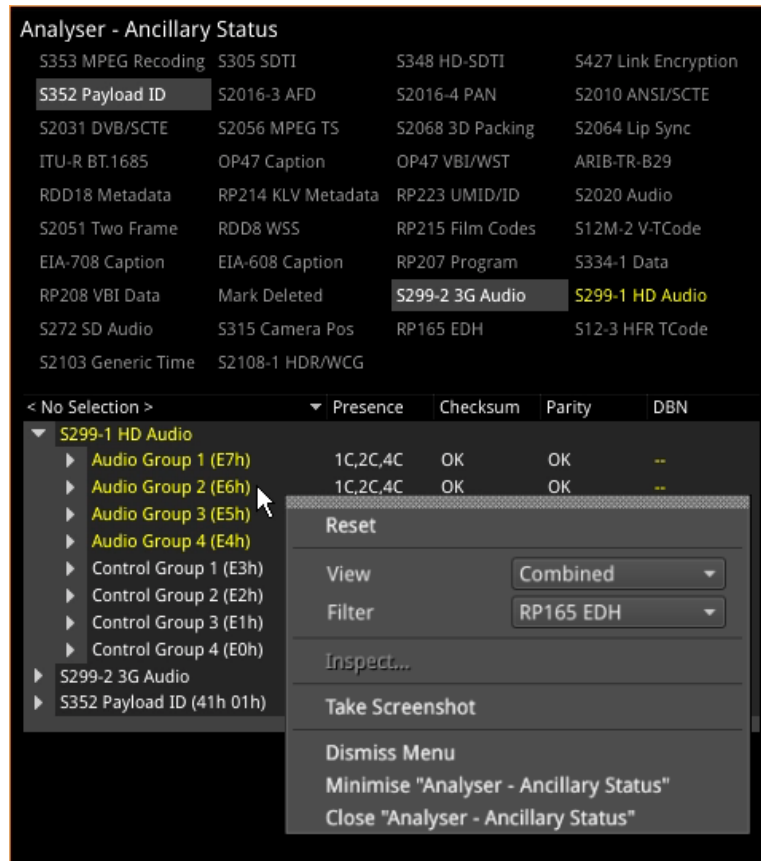 Analyser - Ancillary Status
S353 MPEG Recording S305 SDTI S348 HD-SDTI S427 Link Encryption
S352 Payload ID S2016-3 AFD S2016-4 PAN S2010 ANSI/SCTE
S2031 DVB/SCTE S2056 MPEG TS S2068 3D Packing S2064 Lip Sync
ITU-R BT.1685 OP47 Caption OP47 VBI/WST ARIB-TR-B29
RDD18 Metadata RP214 KLV Metadata RP223 UMID/ID S2020 Audio
S2051 Two Frame RDD8 WSS RP215 Film Codes S12M-2 V-TCode
EIA-708 Caption EIA-608 Caption RP207 Program S334-1 Data
RP208 VBI Data Mark Deleted S299-2 3G Audio S299-1 HD Audio
S272 SD Audio S315 Camera Pos RP165 EDH S12-3 HFR TCode
S2103 Generic Time S2108-1 HDR/WCG
< No Selection > Presence Checksum Parity DBN
S299-1 HD Audio
Audio Group 1 (E7h) 1C,2C,4C OK OK --
Audio Group 2 (E6h) 1C,2C,4C OK OK --
Audio Group 3 (E5h)
Audio Group 4 (E4h)
Control Group 1 (E3h)
Control Group 2 (E2h)
Control Group 3 (E1h)
Control Group 4 (E0h)
S299-2 3G Audio
S352 Payload ID (41h 01h)
Reset
View Combined
Filter RP165 EDH
Inspect...
Take Screenshot
Dismiss Menu
Minimise "Analyser - Ancillary Status"
Close "Analyser - Ancillary Status"